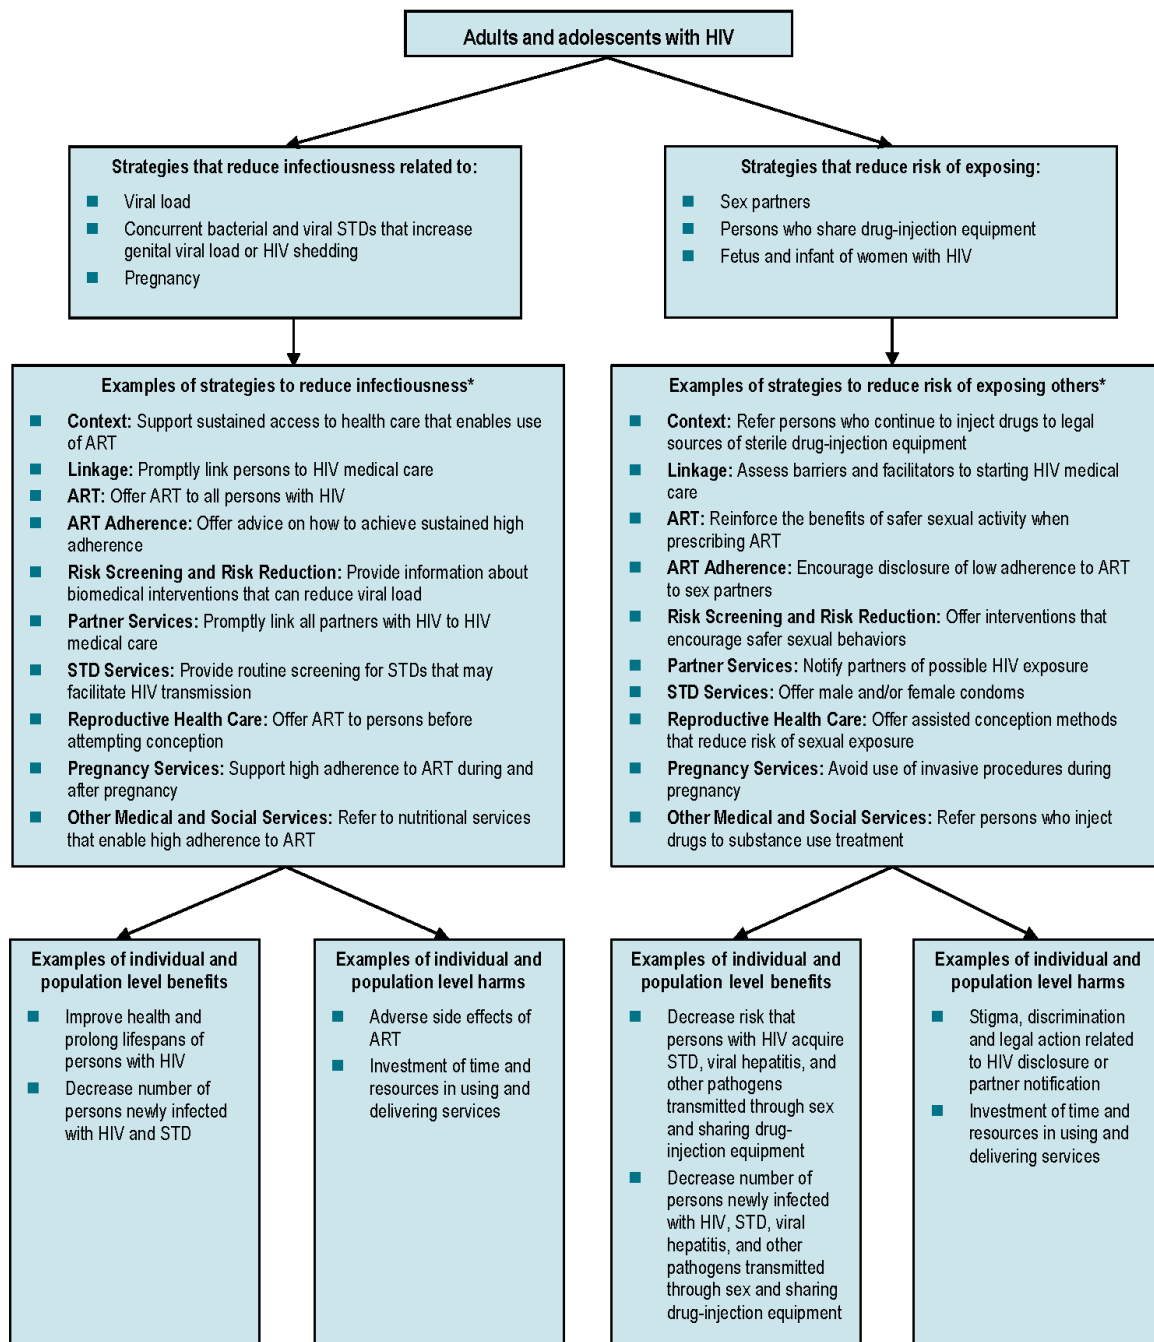 Adults and adolescents with HIV
Strategies that reduce infectiousness related to:
Viral load
Concurrent bacterial and viral STDs that increase
genital viral load or HIV shedding
Pregnancy
Strategies that reduce risk of exposing:
Sex partners
Persons who share drug-injection equipment
Fetus and infant of women with HIV
Examples of strategies to reduce infectiousness*
Context: Support sustained access to health care that enables use
of ART
Linkage: Promptly link persons to HIV medical care
ART: Offer ART to all persons with HIV
ART Adherence: Offer advice on how to achieve sustained high
adherence
Risk Screening and Risk Reduction: Provide information about
biomedical interventions that can reduce viral load
Partner Services: Promptly link all partners with HIV to HIV
medical care
STD Services: Provide routine screening for STDs that may
facilitate HIV transmission
Reproductive Health Care: Offer ART to persons before
attempting conception
Pregnancy Services: Support high adherence to ART during and
after pregnancy
Other Medical and Social Services: Refer to nutritional services
that enable high adherence to ART
Examples of strategies to reduce risk of exposing others*
Context: Refer persons who continue to inject drugs to legal
sources of sterile drug-injection equipment
Linkage: Assess barriers and facilitators to starting HIV medical
care
ART: Reinforce the benefits of safer sexual activity when
prescribing ART
ART Adherence: Encourage disclosure of low adherence to ART
to sex partners
Risk Screening and Risk Reduction: Offer interventions that
encourage safer sexual behaviors
Partner Services: Notify partners of possible HIV exposure
STD Services: Offer male and/or female condoms
Reproductive Health Care: Offer assisted conception methods
that reduce risk of sexual exposure
Pregnancy Services: Avoid use of invasive procedures during
pregnancy
Other Medical and Social Services: Refer persons who inject
drugs to substance use treatment
Examples of individual and
population level benefits
Improve health and
prolong lifespans of
persons with HIV
Decrease number of
persons newly infected
with HIV and STD
Examples of individual and
population level harms
Adverse side effects of
ART
Investment of time and
resources in using and
delivering services
Examples of individual and
population level benefits
Decrease risk that
persons with HIV acquire
STD, viral hepatitis, and
other pathogens
transmitted through sex
and sharing drug-
injection equipment
Decrease number of
persons newly infected
with HIV, STD, viral
hepatitis, and other
pathogens transmitted
through sex and sharing
drug-injection equipment
Examples of individual and
population level harms
Stigma, discrimination
and legal action related
to HIV disclosure or
partner notification
Investment of time and
resources in using and
delivering services